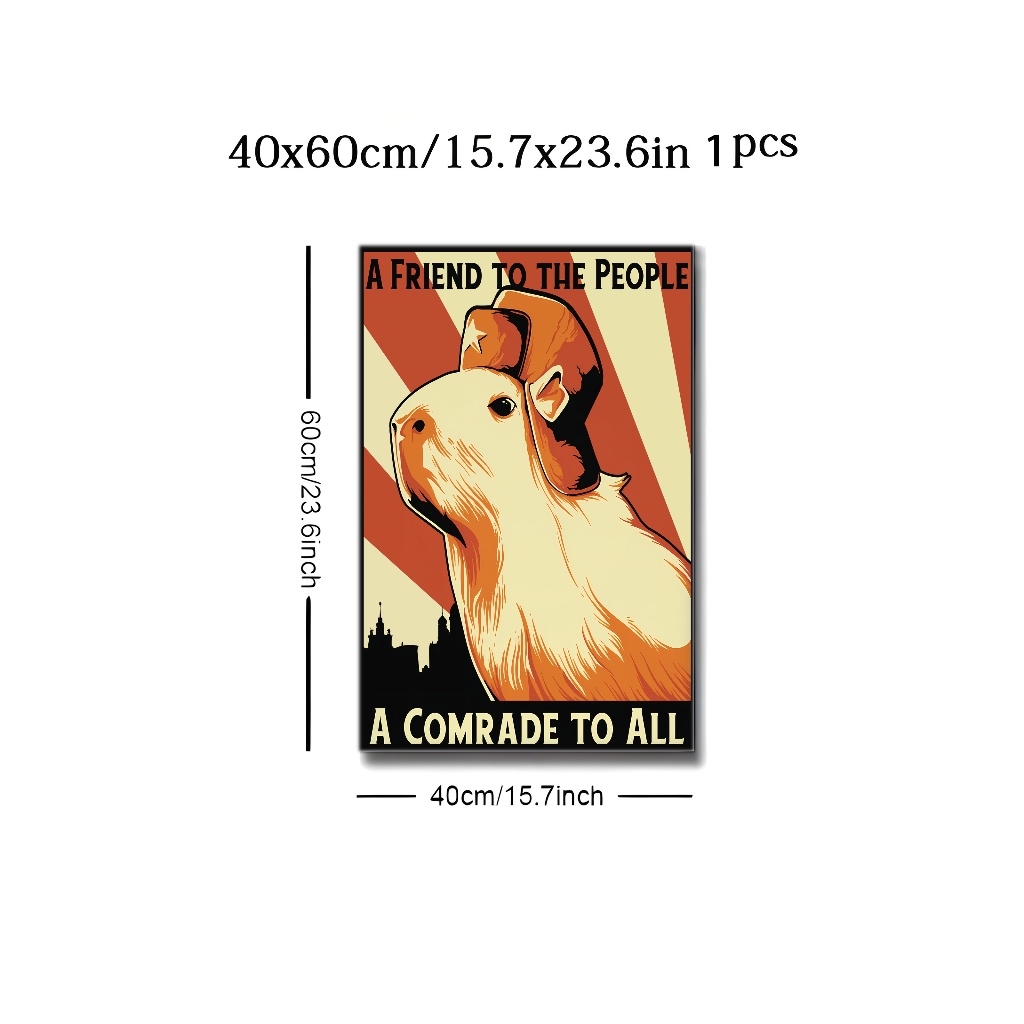 40x60cm/15.7x23.6in 1pcs
A FRIEND TO THE PEOPLE
60cm/23.6inch
A COMRADE TO ALL
40cm/15.7inch